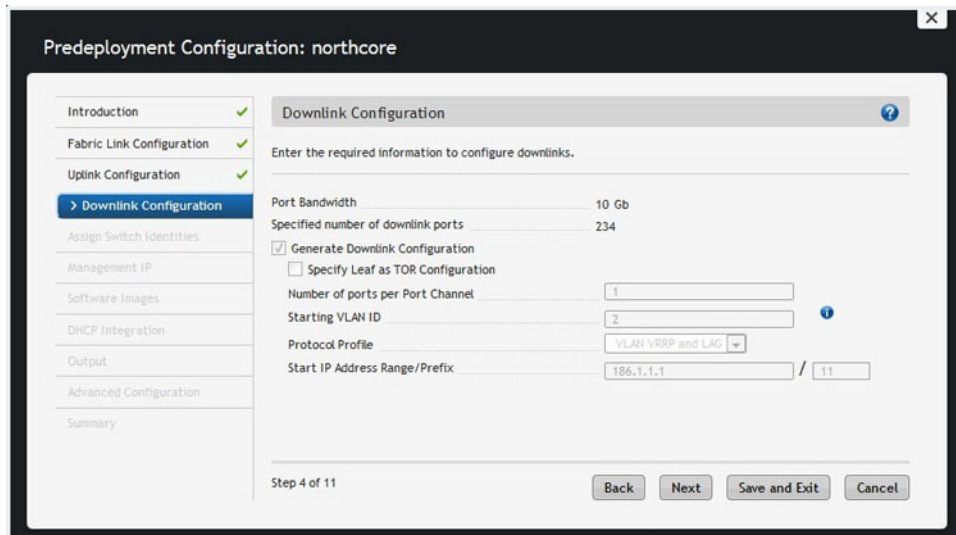 Predeployment Configuration: northcore
Introduction
Fabric Link Configuration
Uplink Configuration
> Downlink Configuration
Assign Switch Identities
Management IP
Software Images
DHCP Integration
Output
Advanced Configuration
Summary
Downlink Configuration
Enter the required information to configure downlinks.
Port Bandwidth 10 Gb
Specified number of downlink ports 234
Generate Downlink Configuration
Specify Leaf as TOR Configuration
Number of ports per Port Channel 1
Starting VLAN ID 2
Protocol Profile VLAN VRRP and LAG
Start IP Address Range/Prefix 186.1.1.1 / 11
Step 4 of 11
Back Next Save and Exit Cancel